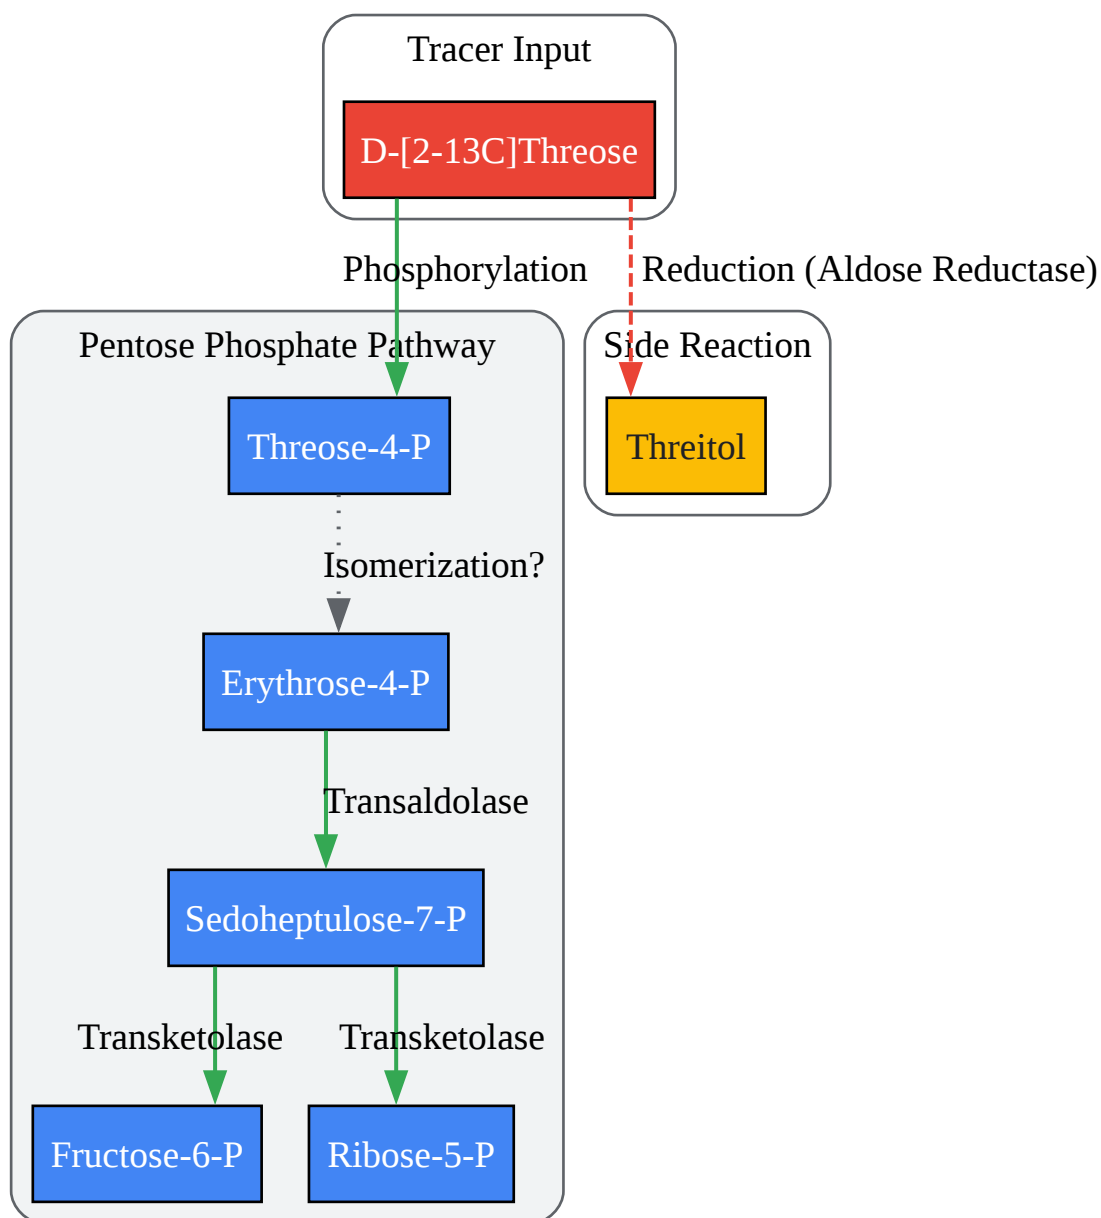 Tracer Input
D-[2-13C]Threose
Phosphorylation
Reduction (Aldose Reductase)
Pentose Phosphate Pathway
Side Reaction
Threose-4-P
Threitol
Isomerization?
Erythrose-4-P
Transaldolase
Sedoheptulose-7-P
Transketolase
Transketolase
Fructose-6-P
Ribose-5-P